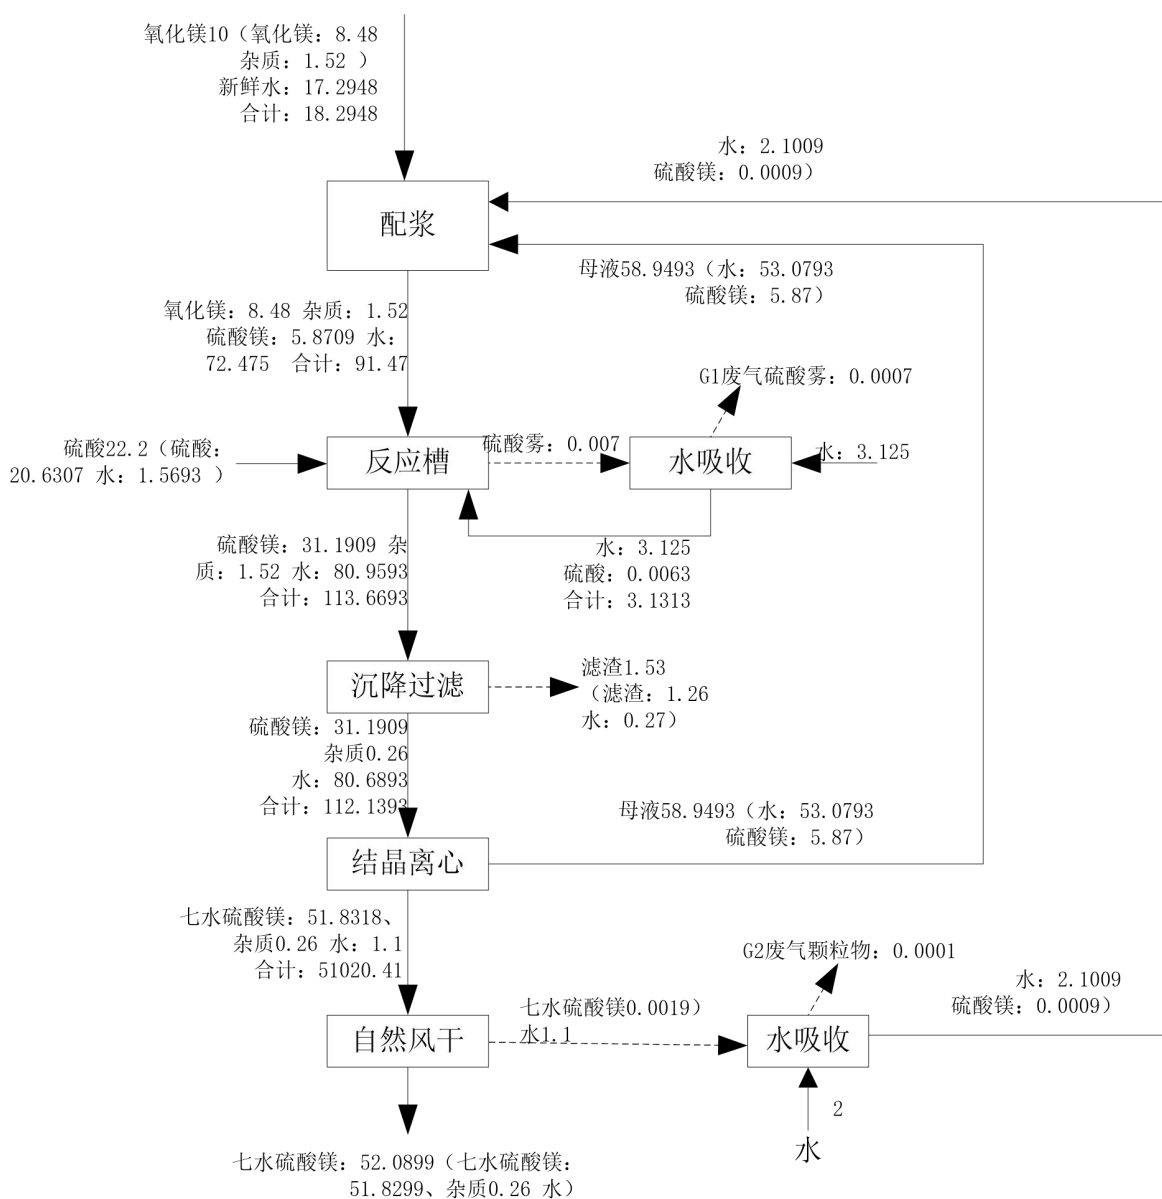 氧化镁10（氧化镁：8.48
杂质：1.52 ）
新鲜水：17.2948
合计：18.2948
水：2.1009
硫酸镁：0.0009）
配浆
母液58.9493（水：53.0793
硫酸镁：5.87）
氧化镁：8.48 杂质：1.52
硫酸镁：5.8709 水：
72.475 合计：91.47
G1废气硫酸雾：0.0007
硫酸22.2（硫酸：
20.6307 水：1.5693 ）
反应槽
硫酸雾：0.007
水吸收
水：3.125
硫酸镁：31.1909 杂
质：1.52 水：80.9593
合计：113.6693
水：3.125
硫酸：0.0063
合计：3.1313
沉降过滤
滤渣1.53
（滤渣：1.26
水：0.27）
硫酸镁：31.1909
杂质0.26
水：80.6893
合计：112.1393
母液58.9493（水：53.0793
硫酸镁：5.87）
结晶离心
七水硫酸镁：51.8318、
杂质0.26 水：1.1
合计：51020.41
G2废气颗粒物：0.0001
水：2.1009
硫酸镁：0.0009）
自然风干
七水硫酸镁0.0019）
水1.1
水吸收
2
水
七水硫酸镁：52.0899（七水硫酸镁：
51.8299、杂质0.26 水）